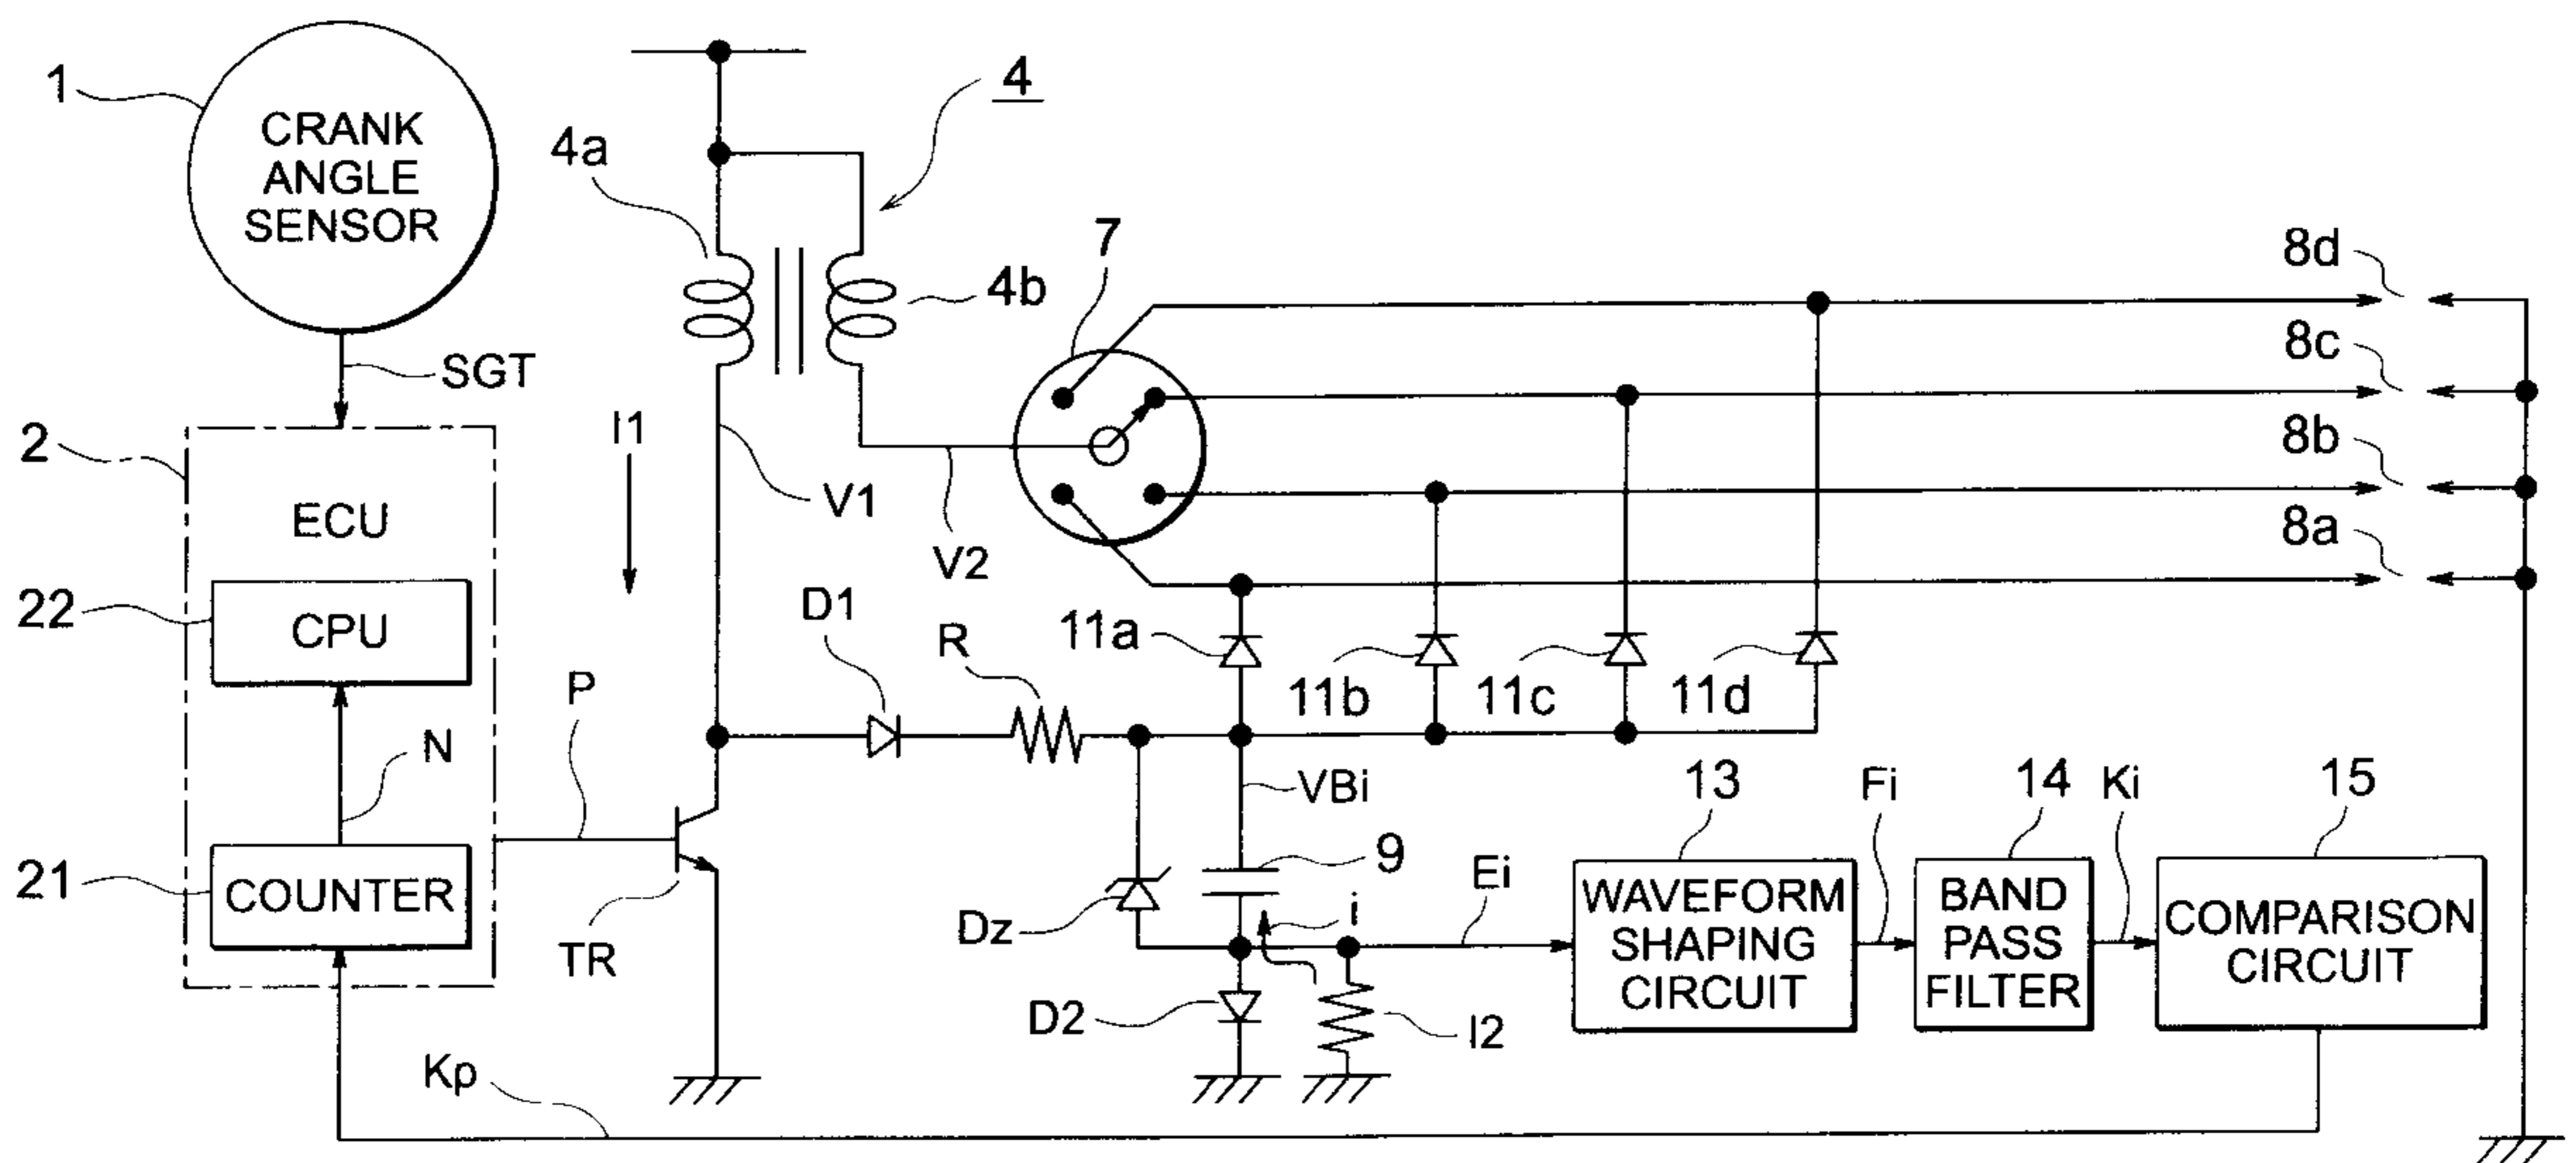 1
CRANK
ANGLE
SENSOR
SGT
2
ECU
22
CPU
N
21
COUNTER
Kp
P
TR
I1
4
4a
4b
V1
V2
7
D1
R
8d
8c
8b
8a
11a
11b
11c
11d
VBi
9
Dz
i
Ei
D2
I2
13
WAVEFORM
SHAPING
CIRCUIT
Fi
14
BAND
PASS
FILTER
Ki
15
COMPARISON
CIRCUIT